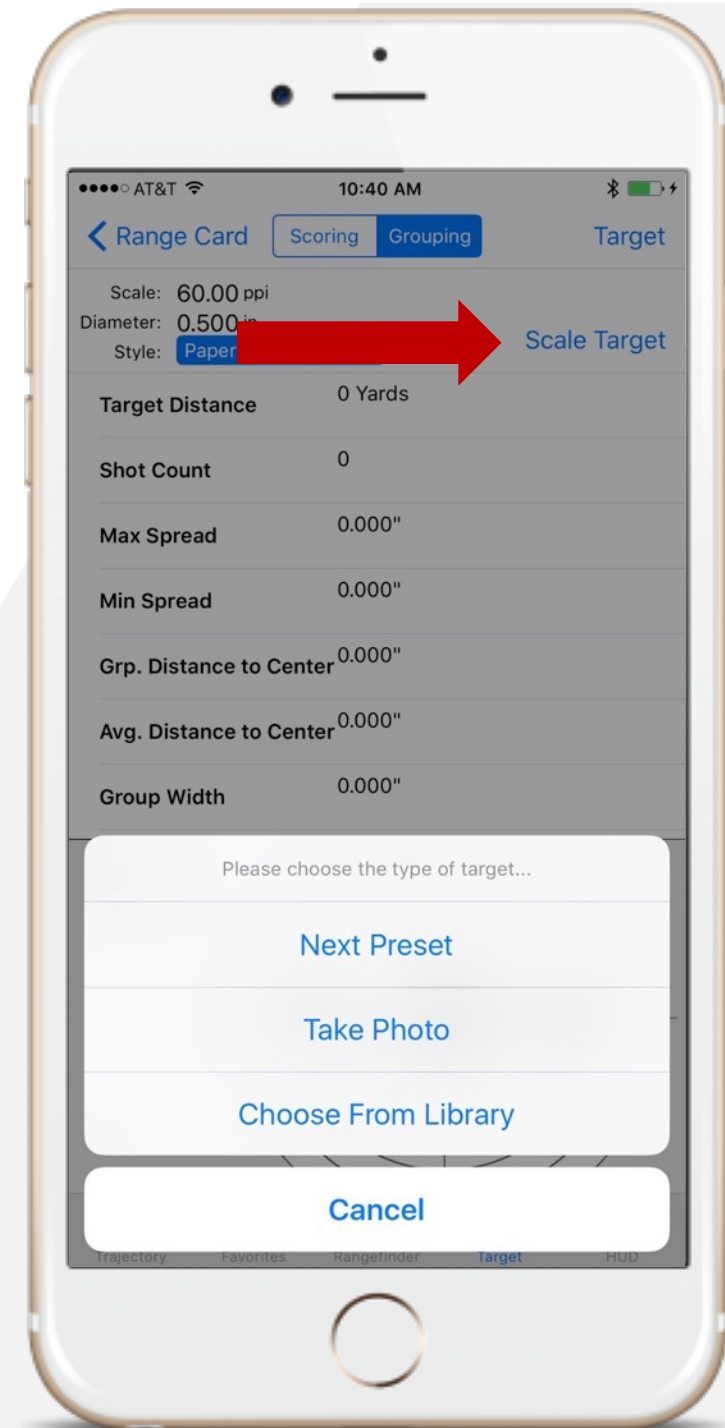 AT&T 10:40 AM
Range Card Scoring Grouping Target
Scale: 60.00 ppi
Diameter: 0.500 in
Style: Paper
Scale Target
Target Distance 0 Yards
Shot Count 0
Max Spread 0.000"
Min Spread 0.000"
Grp. Distance to Center 0.000"
Avg. Distance to Center 0.000"
Group Width 0.000"
Please choose the type of target...
Next Preset
Take Photo
Choose From Library
Cancel
Trajectory Favorites Rangefinder Target HUD